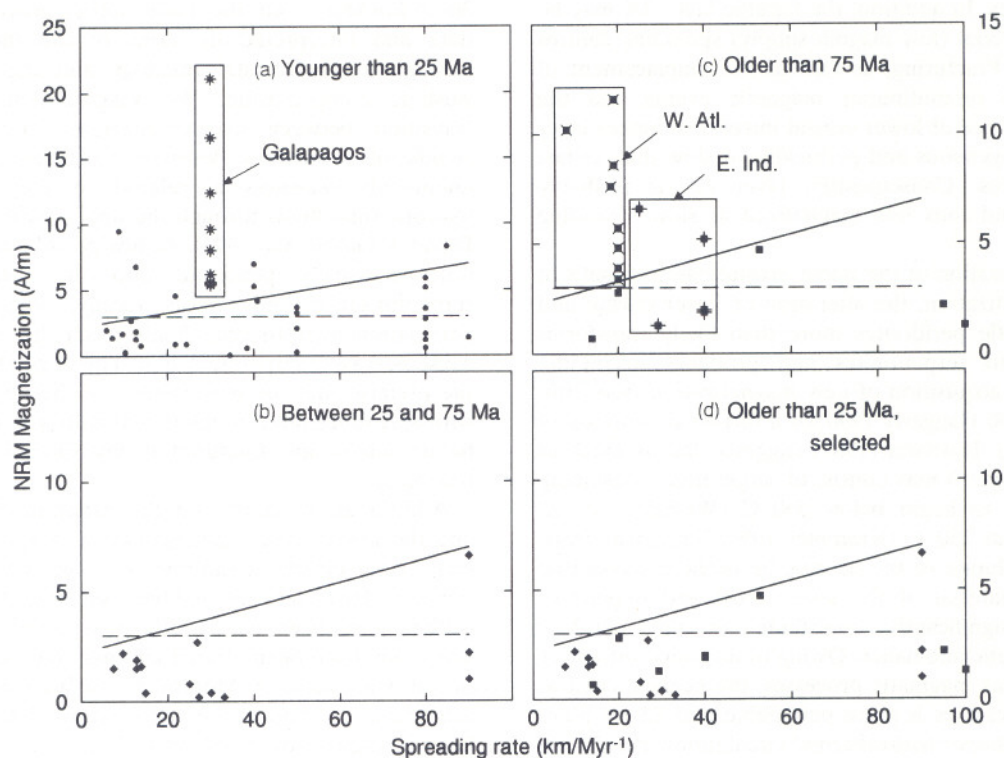 25
20
15
10
5
0
(a) Younger than 25 Ma
Galapagos
15
10
5
0
(c) Older than 75 Ma
W. Atl.
E. Ind.
NRM Magnetization (A/m)
10
5
0
(b) Between 25 and 75 Ma
10
5
0
(d) Older than 25 Ma,
selected
0 20 40 60 80
0 20 40 60 80 100
Spreading rate (km/Myr-1)